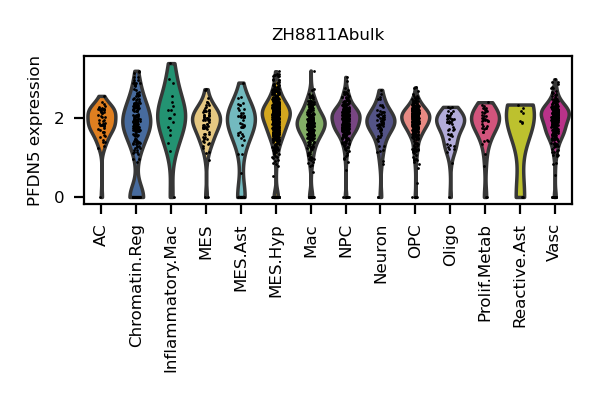 ZH8811Abulk
PFDN5 expression
2
0
AC
Chromatin.Reg
Inflammatory.Mac
MES
MES.Ast
MES.Hyp
Mac
NPC
Neuron
OPC
Oligo
Prolif.Metab
Reactive.Ast
Vasc